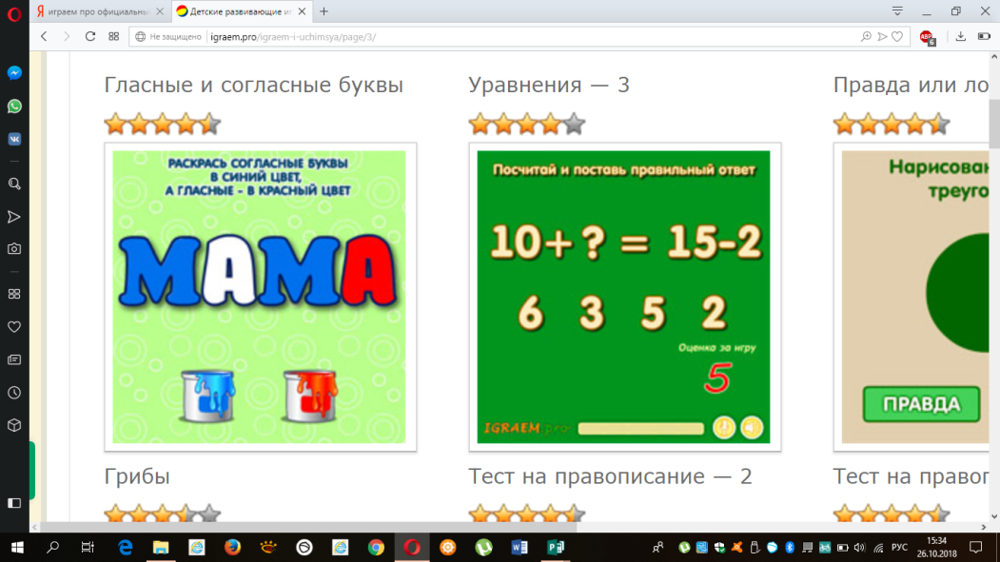 играем про официальны
Детские развивающие иг
Не защищено igraem.pro/igraem-i-uchimsya/page/3/
ABP
6
Гласные и согласные буквы
РАСКРАСЬ СОГЛАСНЫЕ БУКВЫ
В СИНИЙ ЦВЕТ,
А ГЛАСНЫЕ - В КРАСНЫЙ ЦВЕТ
МАМА
Уравнения — 3
Посчитай и поставь правильный ответ
10+ ? = 15-2
6 3 5 2
Оценка за игру
5
IGRAEM.pro
Правда или ло
Нарисован
треуго
ПРАВДА
Грибы
Тест на правописание — 2
Тест на правоп
РУС
15:34
26.10.2018